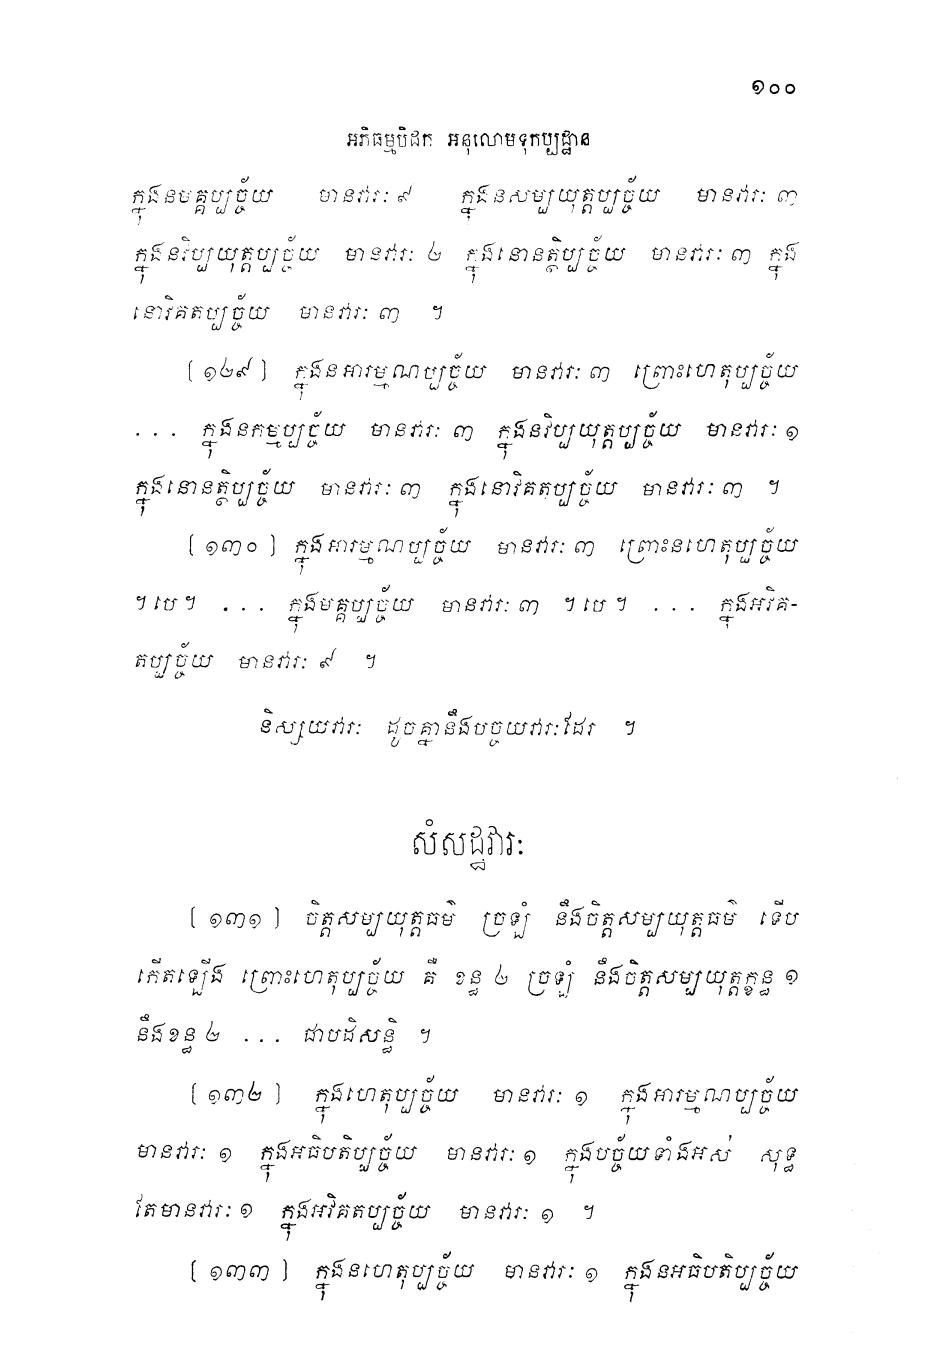 ១០០
អភិធម្មបិដក អនុលោមទុកប្បដ្ឋាន
ក្នុងនមគ្គប្បច្ច័យ មានវារៈ ៩ ក្នុងនសម្បយុត្តប្បច្ច័យ មានវារៈ ៣
ក្នុងនវិប្បយុត្តប្បច្ច័យ មានវារៈ ២ ក្នុងនោនត្ថិប្បច្ច័យ មានវារៈ ៣ ក្នុង
នោវិគតប្បច្ច័យ មានវារៈ ៣ ។
[ ១២៩ ] ក្នុងនអារម្មណប្បច្ច័យ មានវារៈ ៣ ព្រោះហេតុប្បច្ច័យ
... ក្នុងនកម្មប្បច្ច័យ មានវារៈ ៣ ក្នុងនវិប្បយុត្តប្បច្ច័យ មានវារៈ ១
ក្នុងនោនត្ថិប្បច្ច័យ មានវារៈ ៣ ក្នុងនោវិគតប្បច្ច័យ មានវារៈ ៣ ។
[ ១៣០ ] ក្នុងអារម្មណប្បច្ច័យ មានវារៈ ៣ ព្រោះនហេតុប្បច្ច័យ
។បេ។ ... ក្នុងមគ្គប្បច្ច័យ មានវារៈ ៣ ។បេ។ ... ក្នុងអវិគ-
តប្បច្ច័យ មានវារៈ ៩ ។
និស្សយវារៈ ដូចគ្នានឹងបច្ចយវារៈដែរ ។
សំសដ្ឋវារៈ
[ ១៣១ ] ចិត្តសម្បយុត្តធម៌ ច្រឡំ នឹងចិត្តសម្បយុត្តធម៌ ទើប
កើតឡើង ព្រោះហេតុប្បច្ច័យ គឺ ខន្ធ ២ ច្រឡំ នឹងចិត្តសម្បយុត្តក្ខន្ធ ១
នឹងខន្ធ ២ ... ជាបដិសន្ធិ ។
[ ១៣២ ] ក្នុងហេតុប្បច្ច័យ មានវារៈ ១ ក្នុងអារម្មណប្បច្ច័យ
មានវារៈ ១ ក្នុងអធិបតិប្បច្ច័យ មានវារៈ ១ ក្នុងបច្ច័យទាំងអស់ សុទ្ធ
តែមានវារៈ ១ ក្នុងអវិគតប្បច្ច័យ មានវារៈ ១ ។
[ ១៣៣ ] ក្នុងនហេតុប្បច្ច័យ មានវារៈ ១ ក្នុងនអធិបតិប្បច្ច័យ